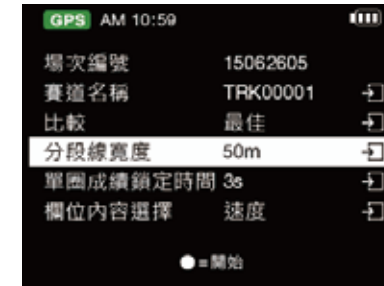 GPS AM 10:59
場次編號 15062605
賽道名稱 TRK00001
比較 最佳
分段線寬度 50m
單圈成績鎖定時間 3s
欄位內容選擇 速度
●=開始